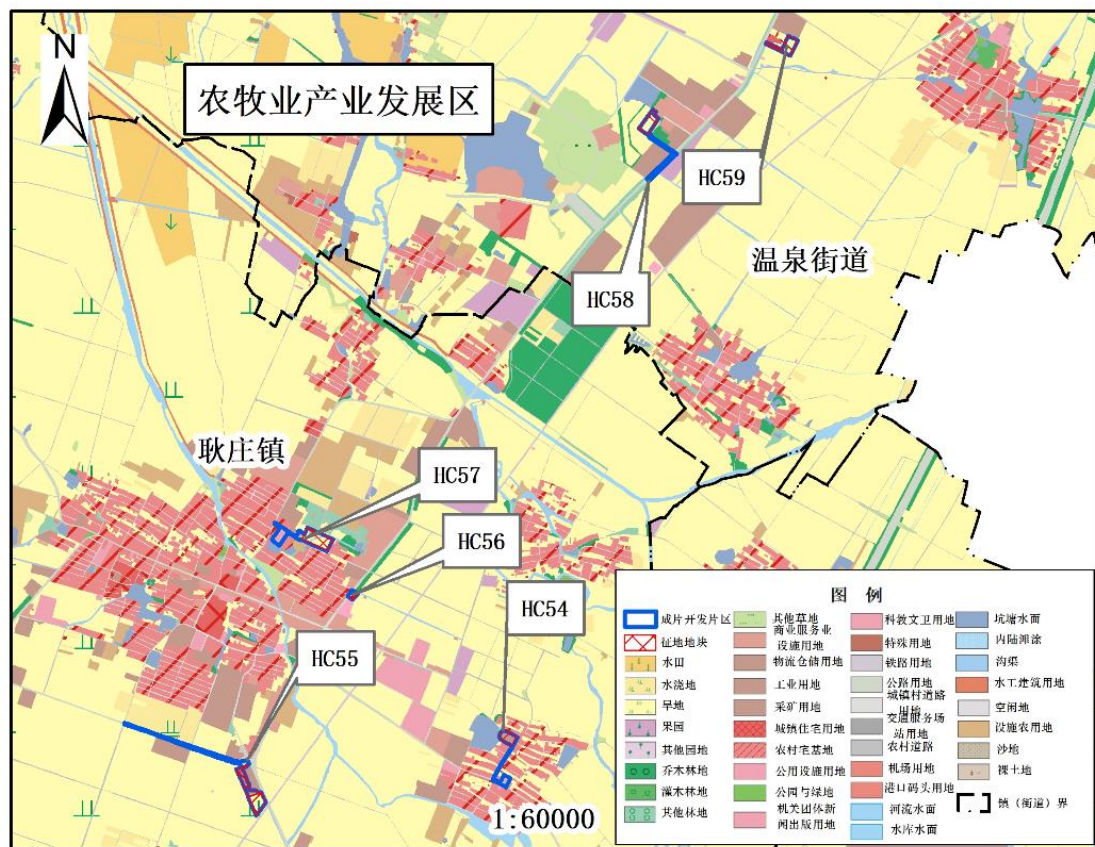 N
农牧业产业发展区
HC59
温泉街道
HC58
耿庄镇
HC57
HC56
HC54
HC55
1:60000
图 例
成片开发片区
征地地块
水田
水浇地
旱地
果园
其他园地
乔木林地
灌木林地
其他林地
其他草地
商业服务业
设施用地
物流仓储用地
工业用地
采矿用地
城镇住宅用地
农村宅基地
公用设施用地
公园与绿地
机关团体新
闻出版用地
科教文卫用地
特殊用地
铁路用地
公路用地
城镇村道路
用地
交通服务场
站用地
农村道路
机场用地
港口码头用地
河流水面
水库水面
坑塘水面
内陆滩涂
沟渠
水工建筑用地
空闲地
设施农用地
沙地
裸土地
镇（街道）界